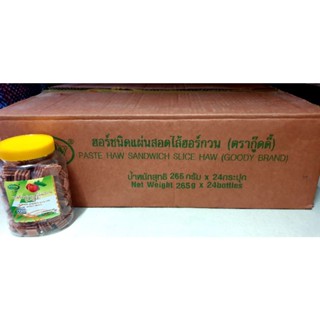 ฮอร์ชนิดแผ่นสอดไส้ฮอร์กวน (ตรากู๊ดดี้)
PASTE HAW SANDWICH SLICE HAW (GOODY BRAND)
น้ำหนักสุทธิ 265 กรัม x 24กระปุก
Net Weight 265G x 24bottles